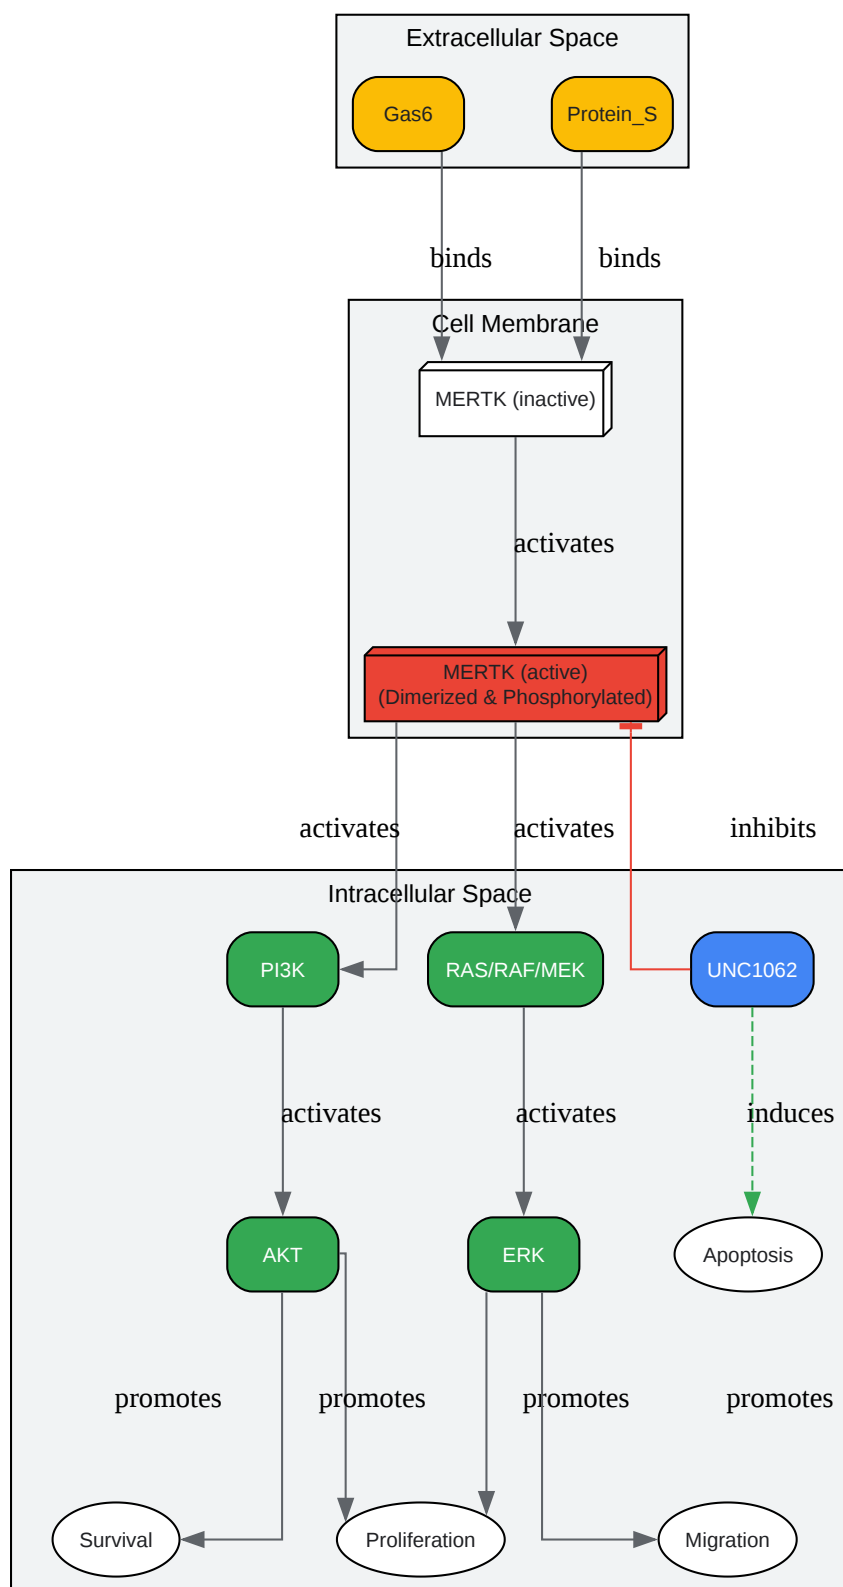 Extracellular Space
Gas6
Protein_S
binds
binds
Cell Membrane
MERTK (inactive)
activates
MERTK (active)
(Dimerized & Phosphorylated)
activates
activates
inhibits
Intracellular Space
PI3K
RAS/RAF/MEK
UNC1062
activates
activates
induces
AKT
ERK
Apoptosis
promotes
promotes
promotes
promotes
Survival
Proliferation
Migration